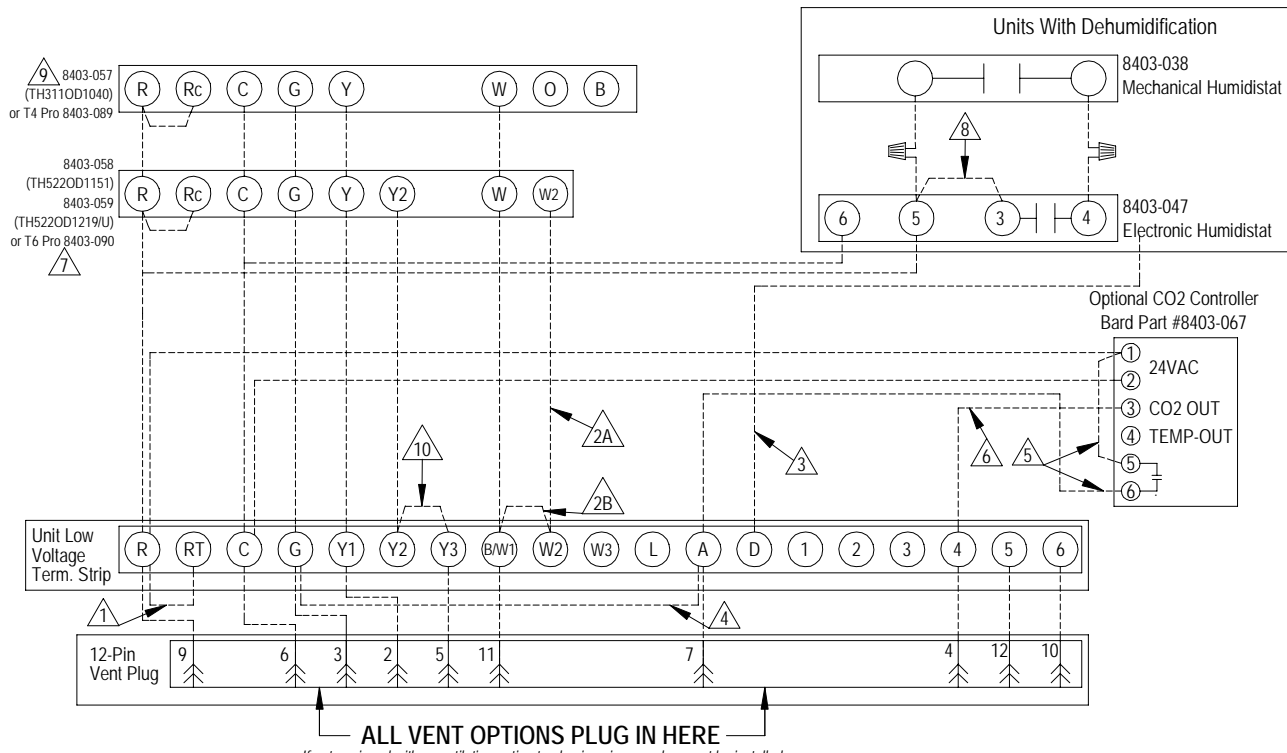 Units With Dehumidification
8403-038
Mechanical Humidistat
8
6 5 3 4
8403-047
Electronic Humidistat
9 8403-057
(TH311OD1040)
or T4 Pro 8403-089
R Rc C G Y W O B
8403-058
(TH522OD1151)
8403-059
(TH522OD1219/U)
or T6 Pro 8403-090
7
R Rc C G Y Y2 W W2
Optional CO2 Controller
Bard Part #8403-067
1
24VAC
2
3 CO2 OUT
4 TEMP-OUT
5
6
2A
10
2B
3
6
5
Unit Low
Voltage
Term. Strip
R RT C G Y1 Y2 Y3 B/W1 W2 W3 L A D 1 2 3 4 5 6
1
4
12-Pin
Vent Plug
9 6 3 2 5 11 7 4 12 10
ALL VENT OPTIONS PLUG IN HERE